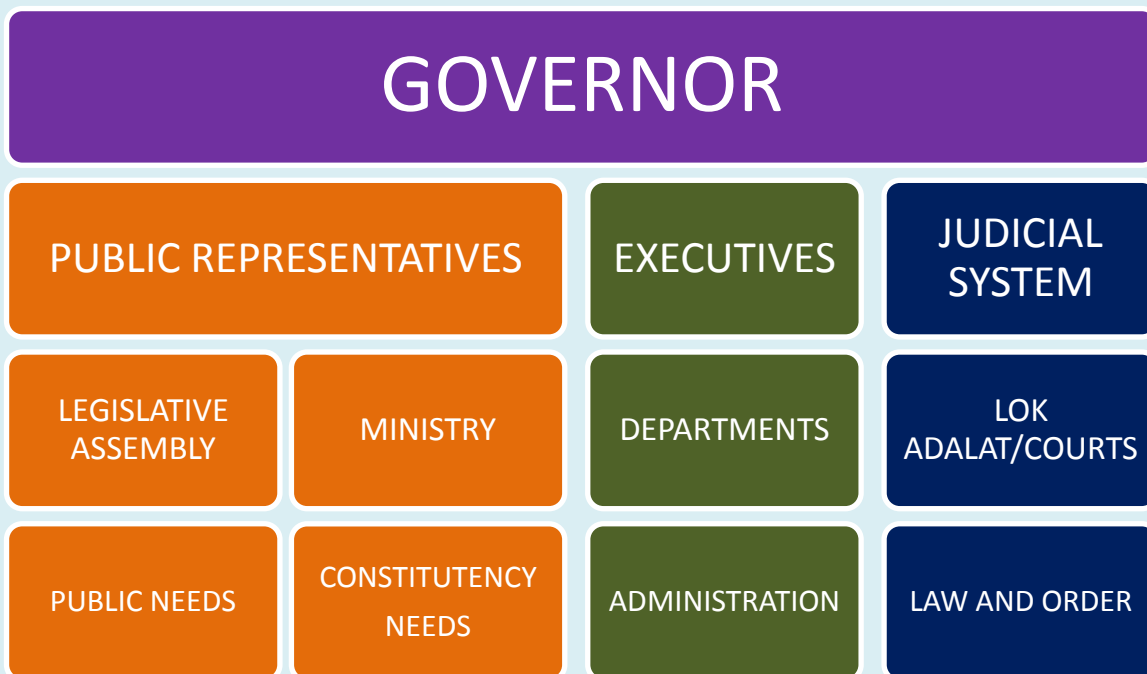 GOVERNOR
PUBLIC REPRESENTATIVES
EXECUTIVES
JUDICIAL
SYSTEM
LEGISLATIVE
ASSEMBLY
MINISTRY
DEPARTMENTS
LOK
ADALAT/COURTS
PUBLIC NEEDS
CONSTITUTENCY
NEEDS
ADMINISTRATION
LAW AND ORDER